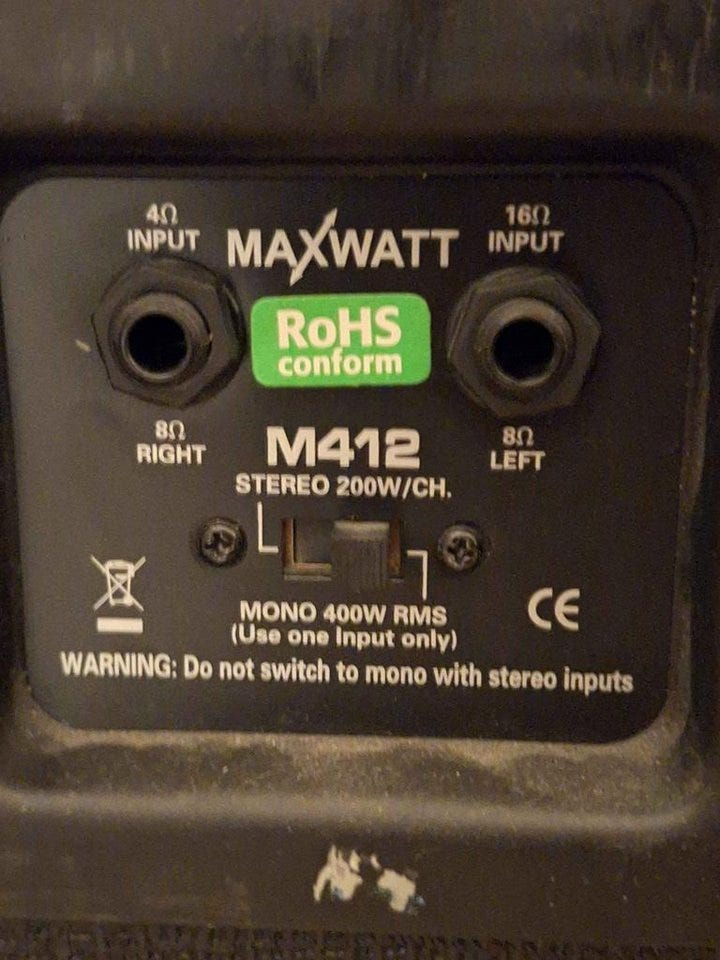 4Ω
INPUT
MAXWATT
16Ω
INPUT
RoHS
conform
8Ω
RIGHT
M412
8Ω
LEFT
STEREO 200W/CH.
MONO 400W RMS
(Use one Input only)
CE
WARNING: Do not switch to mono with stereo inputs